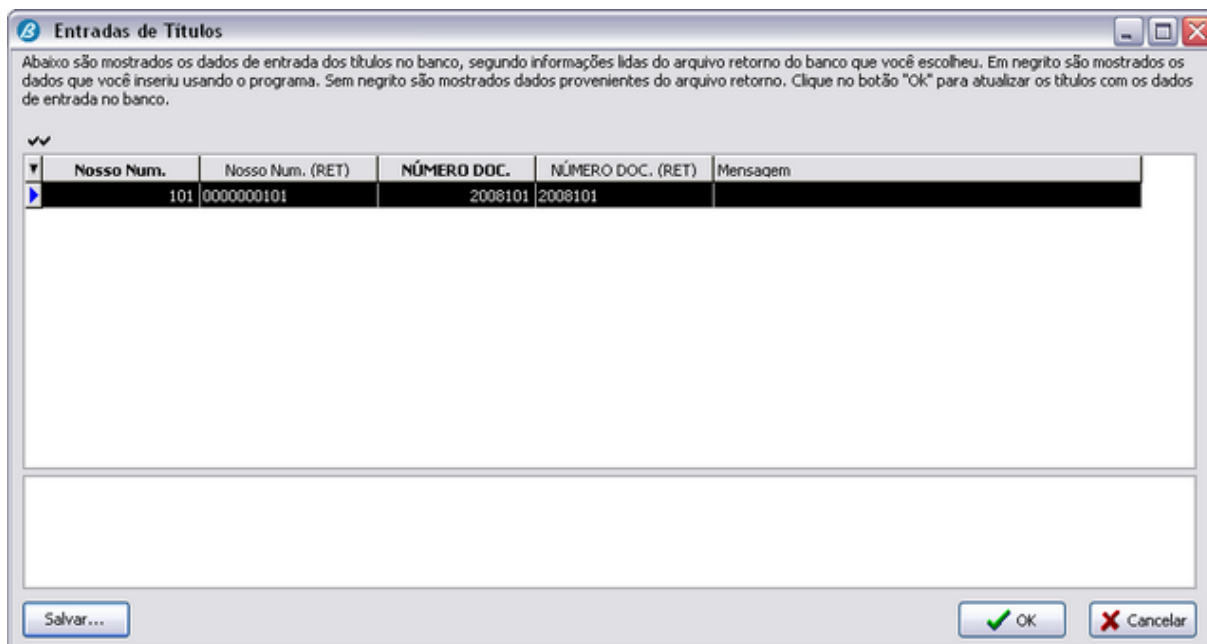 Entradas de Títulos
Abaixo são mostrados os dados de entrada dos títulos no banco, segundo informações lidas do arquivo retorno do banco que você escolheu. Em negrito são mostrados os
dados que você inseriu usando o programa. Sem negrito são mostrados dados provenientes do arquivo retorno. Clique no botão "Ok" para atualizar os títulos com os dados
de entrada no banco.
Nosso Num. Nosso Num. (RET) NÚMERO DOC. NÚMERO DOC. (RET) Mensagem
101 0000000101 2008101 2008101
Salvar... OK Cancelar